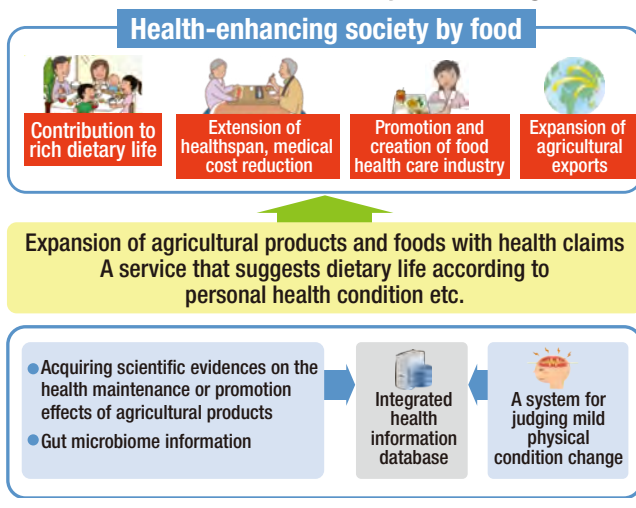 Health-enhancing society by food
Contribution to
rich dietary life
Extension of
healthspan, medical
cost reduction
Promotion and
creation of food
health care industry
Expansion of
agricultural
exports
Expansion of agricultural products and foods with health claims
A service that suggests dietary life according to
personal health condition etc.
●Acquiring scientific evidences on the
health maintenance or promotion
effects of agricultural products
●Gut microbiome information
Integrated
health
information
database
A system for
judging mild
physical
condition change